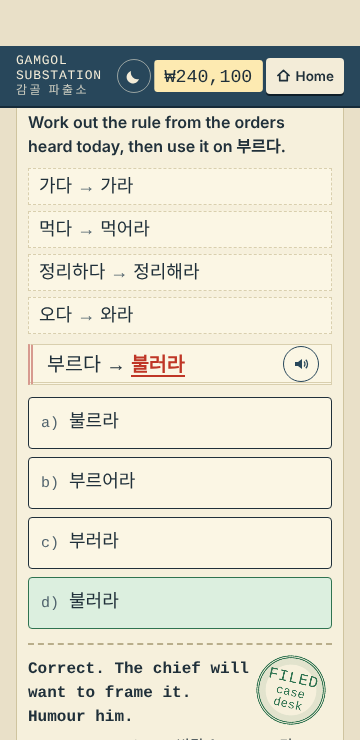 GAMGOL
SUBSTATION
감골 파출소
₩240,100
Home
Work out the rule from the orders
heard today, then use it on 부르다.
가다 → 가라
먹다 → 먹어라
정리하다 → 정리해라
오다 → 와라
부르다 → 불러라
a) 불르라
b) 부르어라
c) 부러라
d) 불러라
Correct. The chief will
want to frame it.
Humour him.
FILED
case
desk